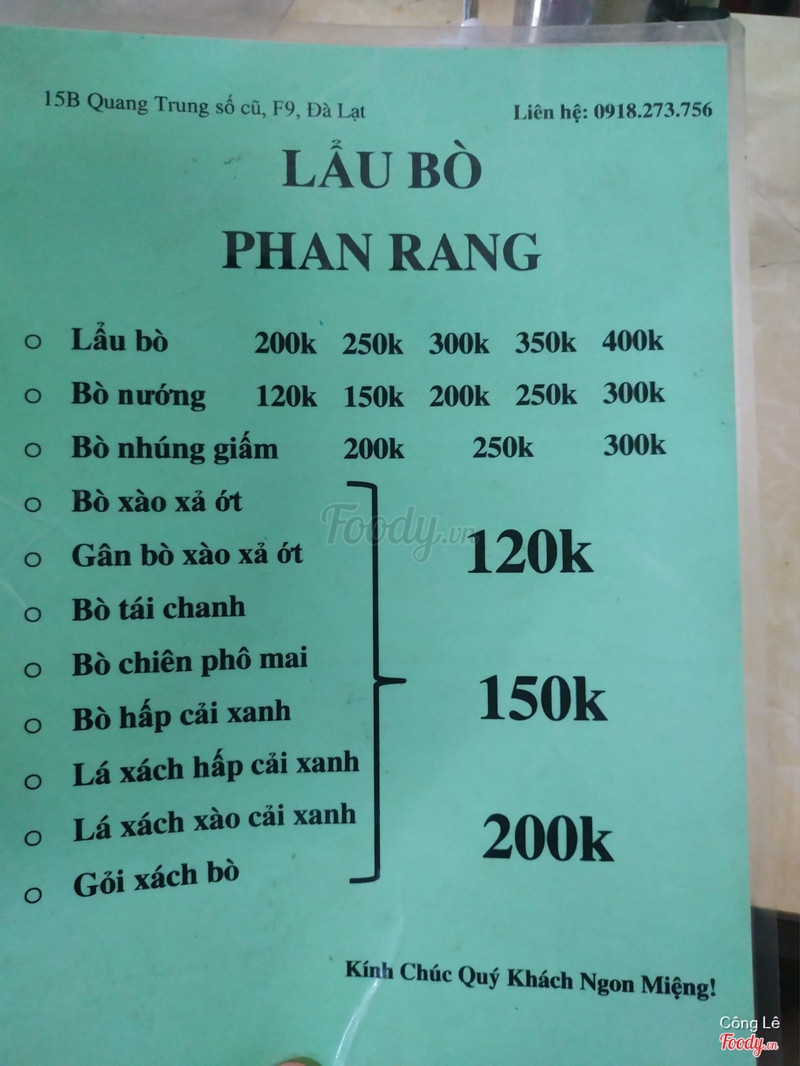 15B Quang Trung số cũ, F9, Đà Lạt Liên hệ: 0918.273.756
LẨU BÒ
PHAN RANG
Lẩu bò 200k 250k 300k 350k 400k
Bò nướng 120k 150k 200k 250k 300k
Bò nhúng giấm 200k 250k 300k
Bò xào xả ớt
Foody.vn
Gân bò xào xả ớt 120k
Bò tái chanh
Bò chiên phô mai
Bò hấp cải xanh 150k
Lá xách hấp cải xanh
Lá xách xào cải xanh 200k
Gỏi xách bò
Kính Chúc Quý Khách Ngon Miệng!
Công Lê
Foody.vn